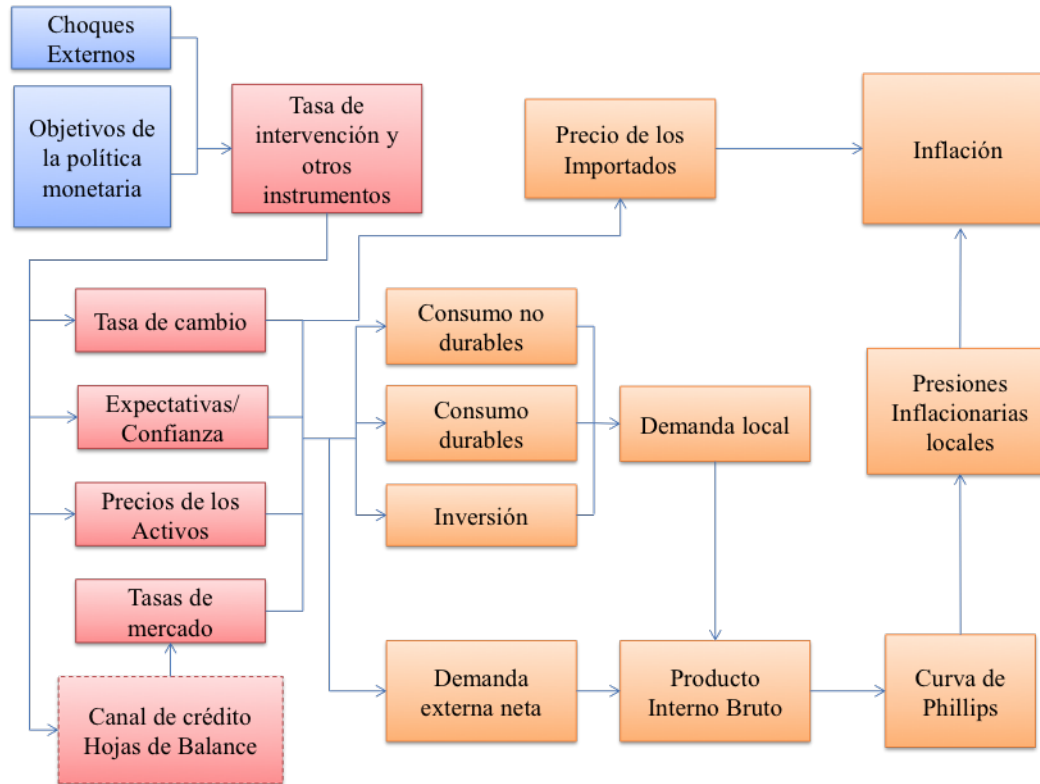 Choques
Externos
Objetivos de
la política
monetaria
Tasa de
intervención y
otros
instrumentos
Precio de los
Importados
Inflación
Tasa de cambio
Expectativas/
Confianza
Precios de los
Activos
Tasas de
mercado
Canal de crédito
Hojas de Balance
Consumo no
durables
Consumo
durables
Inversión
Demanda local
Presiones
Inflacionarias
locales
Demanda
externa neta
Producto
Interno Bruto
Curva de
Phillips